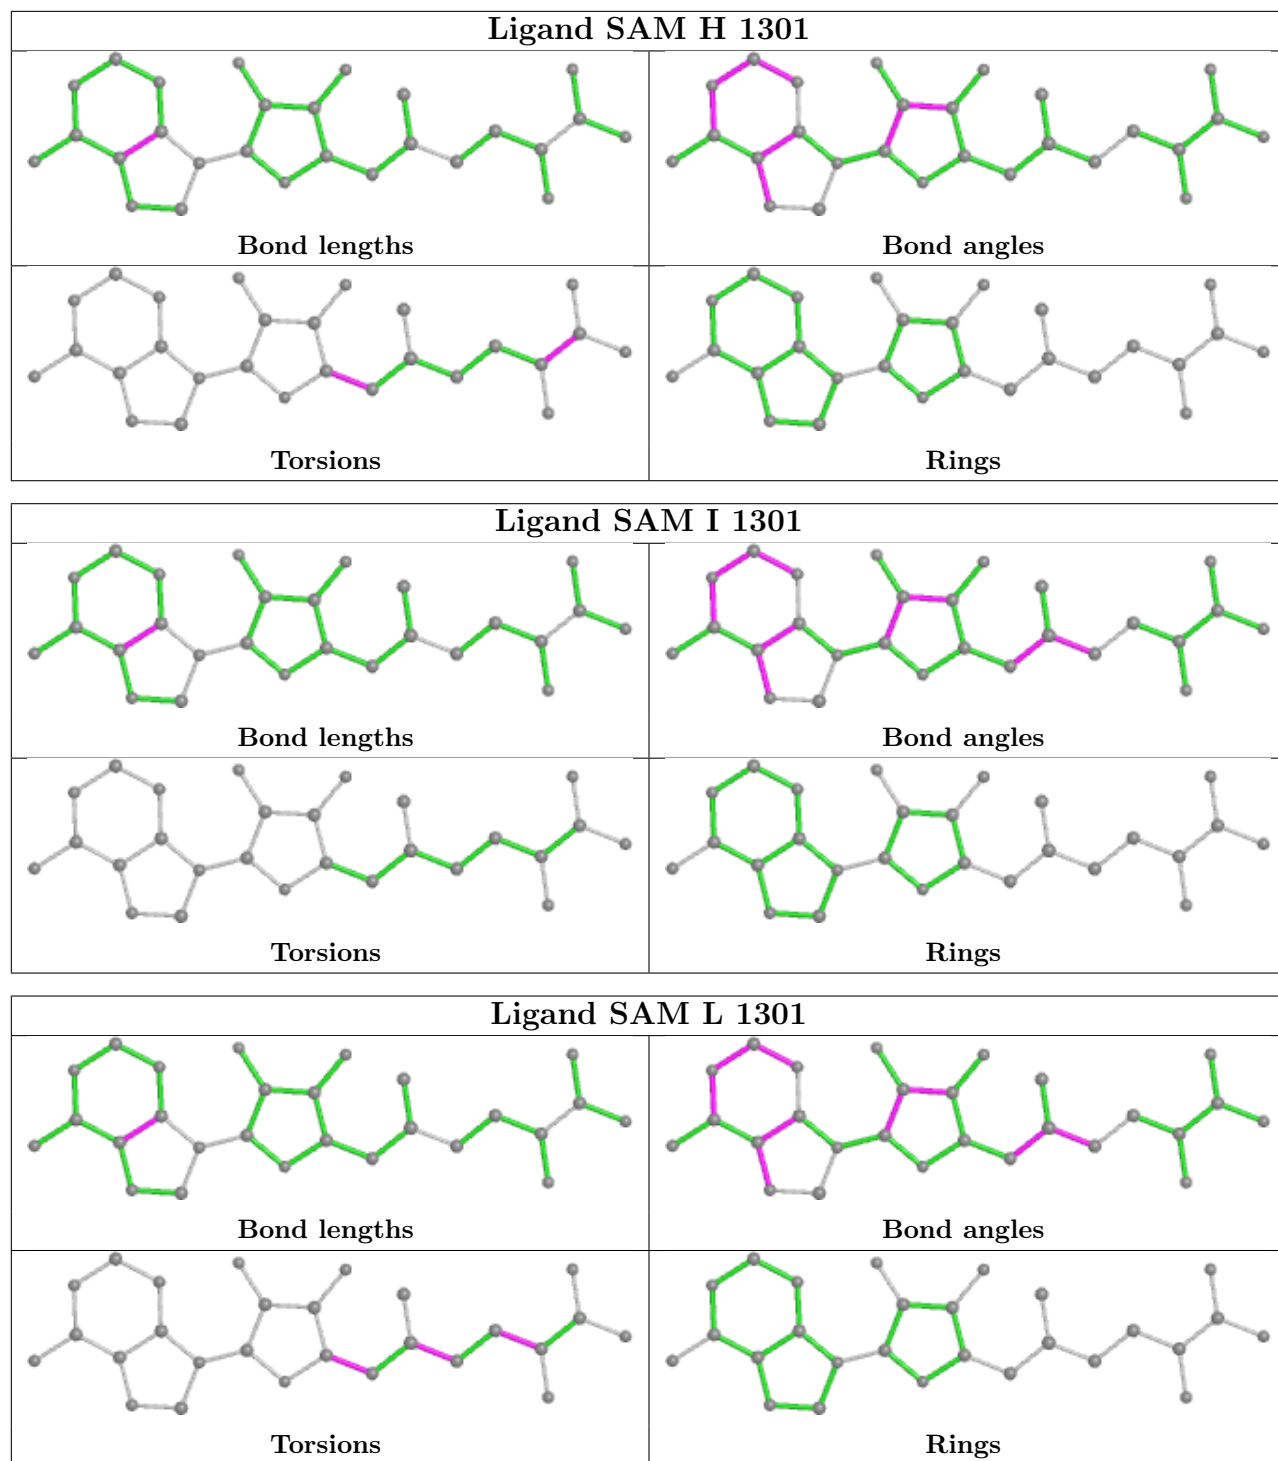 Ligand SAM H 1301
Bond lengths
Bond angles
Torsions
Rings
Ligand SAM I 1301
Bond lengths
Bond angles
Torsions
Rings
Ligand SAM L 1301
Bond lengths
Bond angles
Torsions
Rings